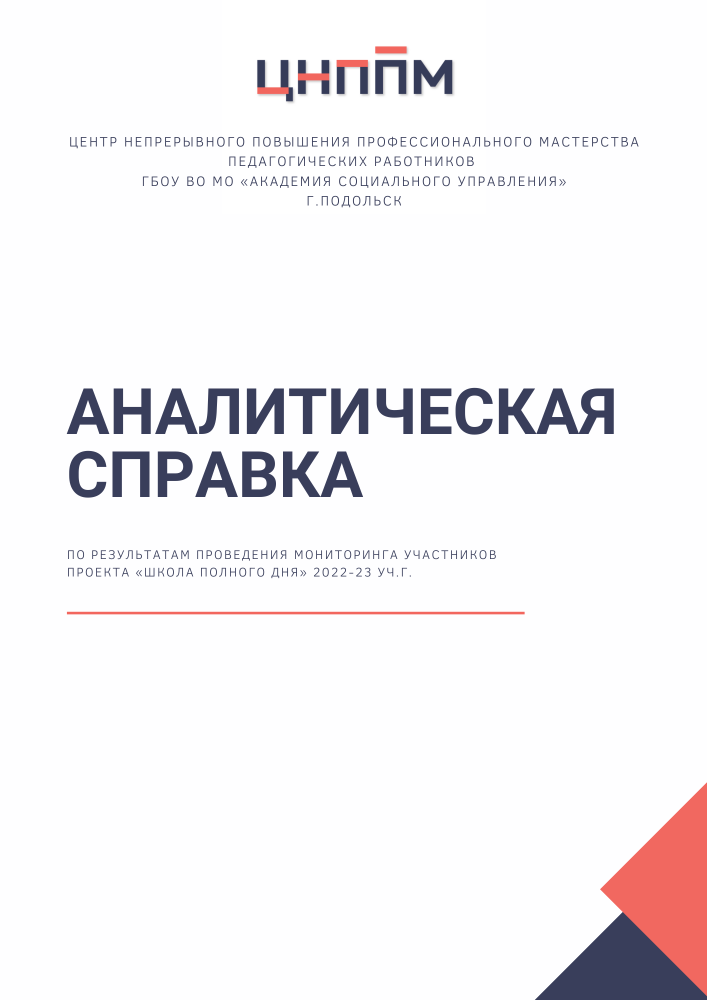 ЦНППМ
ЦЕНТР НЕПРЕРЫВНОГО ПОВЫШЕНИЯ ПРОФЕССИОНАЛЬНОГО МАСТЕРСТВА
ПЕДАГОГИЧЕСКИХ РАБОТНИКОВ
ГБОУ ВО МО «АКАДЕМИЯ СОЦИАЛЬНОГО УПРАВЛЕНИЯ»
Г.ПОДОЛЬСК
АНАЛИТИЧЕСКАЯ
СПРАВКА
ПО РЕЗУЛЬТАТАМ ПРОВЕДЕНИЯ МОНИТОРИНГА УЧАСТНИКОВ
ПРОЕКТА «ШКОЛА ПОЛНОГО ДНЯ» 2022-23 УЧ.Г.